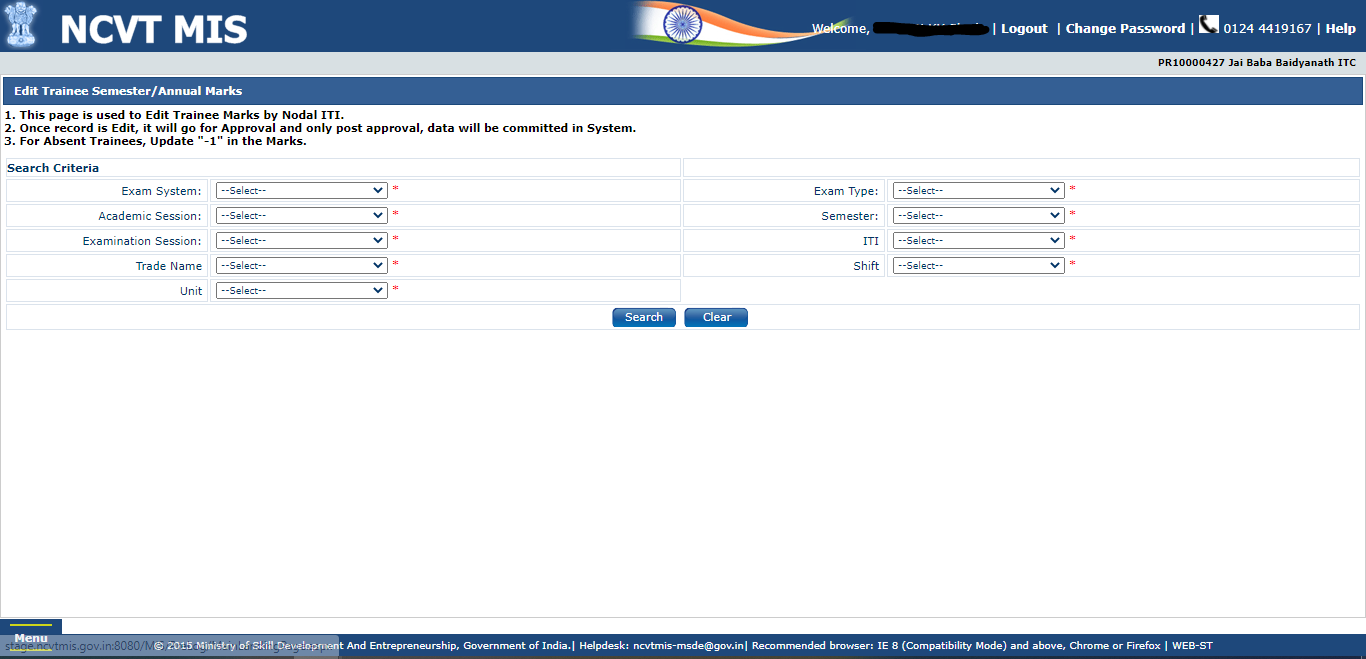 NCVT MIS
Welcome, | Logout | Change Password | 0124 4419167 | Help
PR10000427 Jai Baba Baidyanath ITC
Edit Trainee Semester/Annual Marks
1. This page is used to Edit Trainee Marks by Nodal ITI.
2. Once record is Edit, it will go for Approval and only post approval, data will be committed in System.
3. For Absent Trainees, Update "-1" in the Marks.
Search Criteria
Exam System: --Select-- * Exam Type: --Select-- *
Academic Session: --Select-- * Semester: --Select-- *
Examination Session: --Select-- * ITI --Select-- *
Trade Name --Select-- * Shift --Select-- *
Unit --Select-- *
Search Clear
Menu
stage.ncvtmis.gov.in:8080/
© 2015 Ministry of Skill Development And Entrepreneurship, Government of India.| Helpdesk: ncvtmis-msde@gov.in| Recommended browser: IE 8 (Compatibility Mode) and above, Chrome or Firefox | WEB-ST